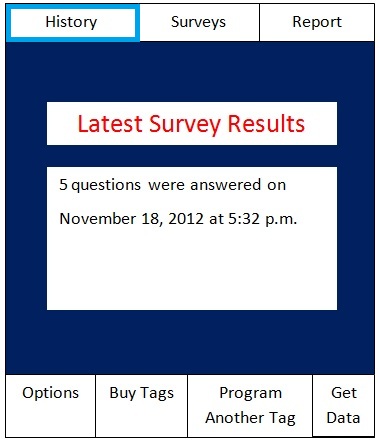 History Surveys Report
Latest Survey Results
5 questions were answered on
November 18, 2012 at 5:32 p.m.
Options Buy Tags Program Get
Another Tag Data